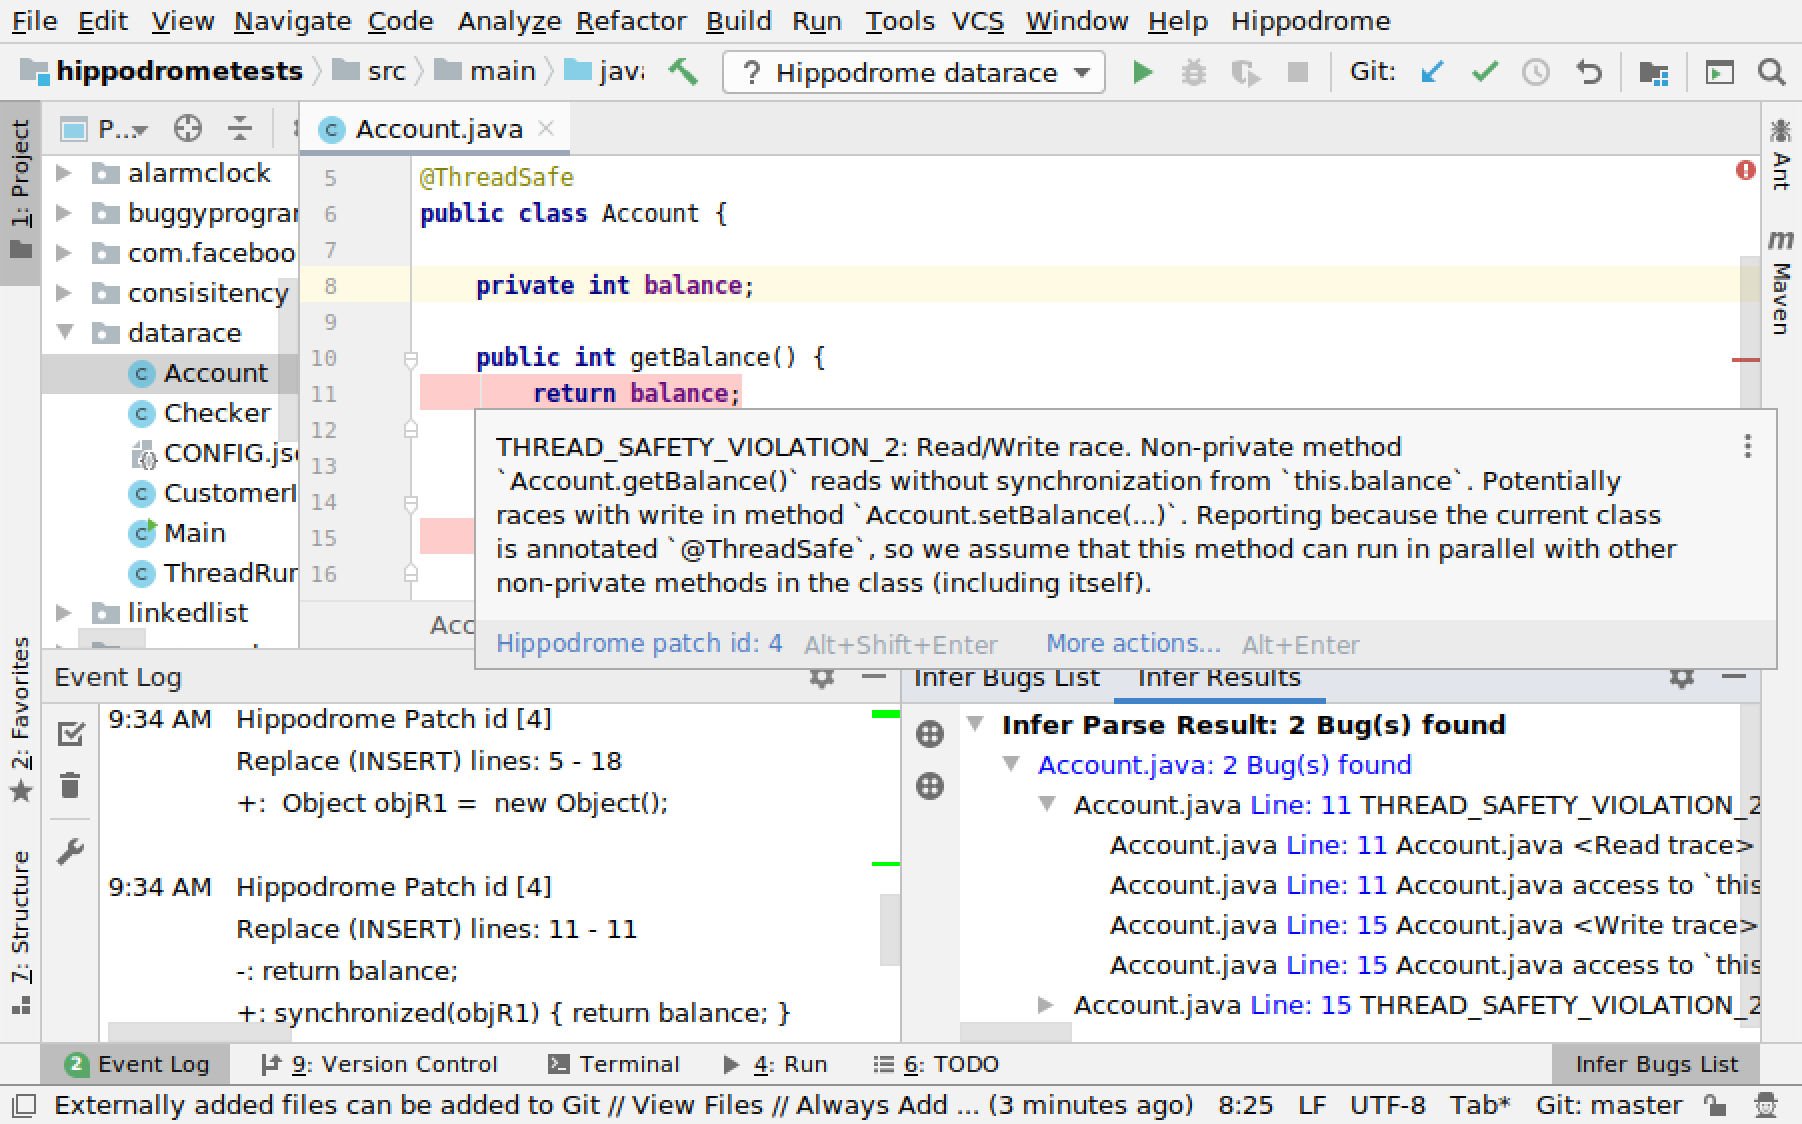 File Edit View Navigate Code Analyze Refactor Build Run Tools VCS Window Help Hippodrome
hippodrometests src main java ? Hippodrome datarace Git:
1: Project
P...
Account.java
alarmclock
buggyprogra
com.faceboo
consisitency
datarace
Account
Checker
CONFIG.js
CustomerI
Main
ThreadRur
linkedlist
5 @ThreadSafe
6 public class Account {
7
8 private int balance;
9
10 public int getBalance() {
11 return balance;
12
13
14
15
16
Acc
THREAD_SAFETY_VIOLATION_2: Read/Write race. Non-private method
`Account.getBalance()` reads without synchronization from `this.balance`. Potentially
races with write in method `Account.setBalance(...)`. Reporting because the current class
is annotated `@ThreadSafe`, so we assume that this method can run in parallel with other
non-private methods in the class (including itself).
Hippodrome patch id: 4 Alt+Shift+Enter More actions... Alt+Enter
Ant
Maven
2: Favorites
7: Structure
Event Log
9:34 AM Hippodrome Patch id [4]
Replace (INSERT) lines: 5 - 18
+: Object objR1 = new Object();
9:34 AM Hippodrome Patch id [4]
Replace (INSERT) lines: 11 - 11
-: return balance;
+: synchronized(objR1) { return balance; }
Infer Bugs List Infer Results
Infer Parse Result: 2 Bug(s) found
Account.java: 2 Bug(s) found
Account.java Line: 11 THREAD_SAFETY_VIOLATION_2
Account.java Line: 11 Account.java <Read trace>
Account.java Line: 11 Account.java access to `this
Account.java Line: 15 Account.java <Write trace>
Account.java Line: 15 Account.java access to `this
Account.java Line: 15 THREAD_SAFETY_VIOLATION_2
2 Event Log 9: Version Control Terminal 4: Run 6: TODO Infer Bugs List
Externally added files can be added to Git // View Files // Always Add ... (3 minutes ago) 8:25 LF UTF-8 Tab* Git: master